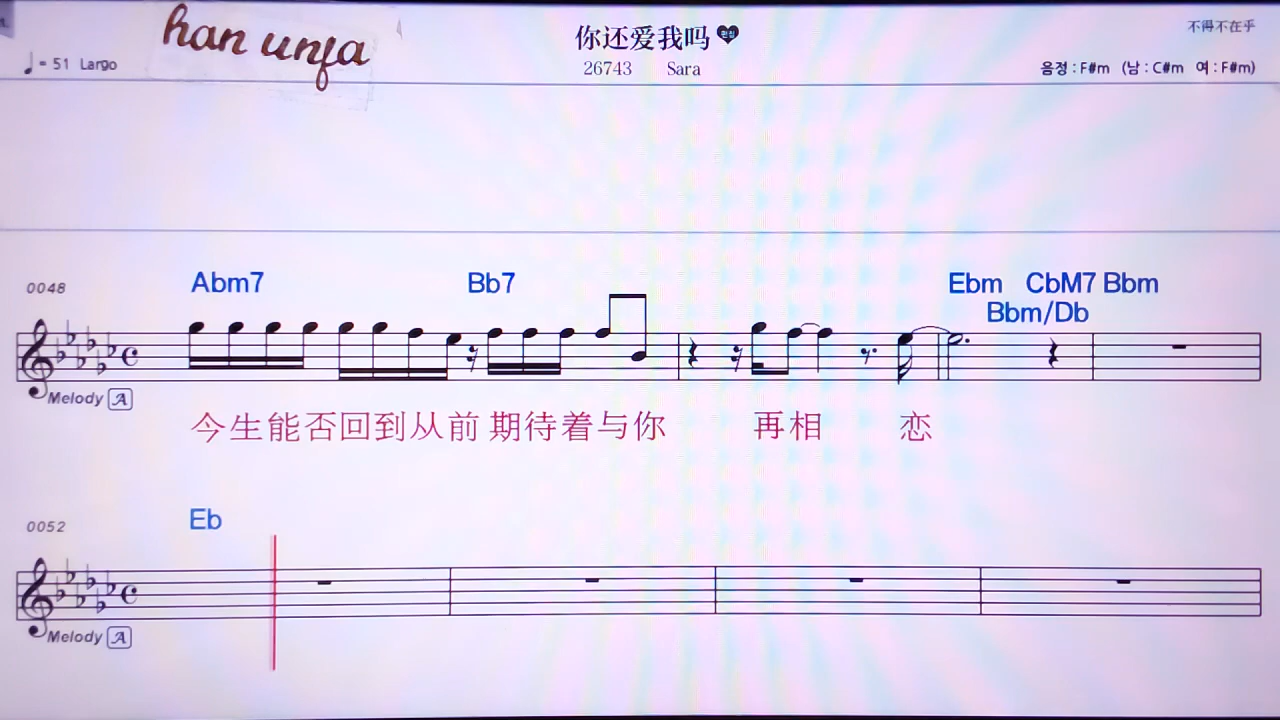 han unja
你还爱我吗
不得不在乎
♩= 51 Largo
26743 Sara
음정 : F#m (남 : C#m 여 : F#m)
Abm7 Bb7 Ebm CbM7 Bbm
0048
Bbm/Db
Melody A
今生能否回到从前 期待着与你 再相 恋
Eb
0052
Melody A